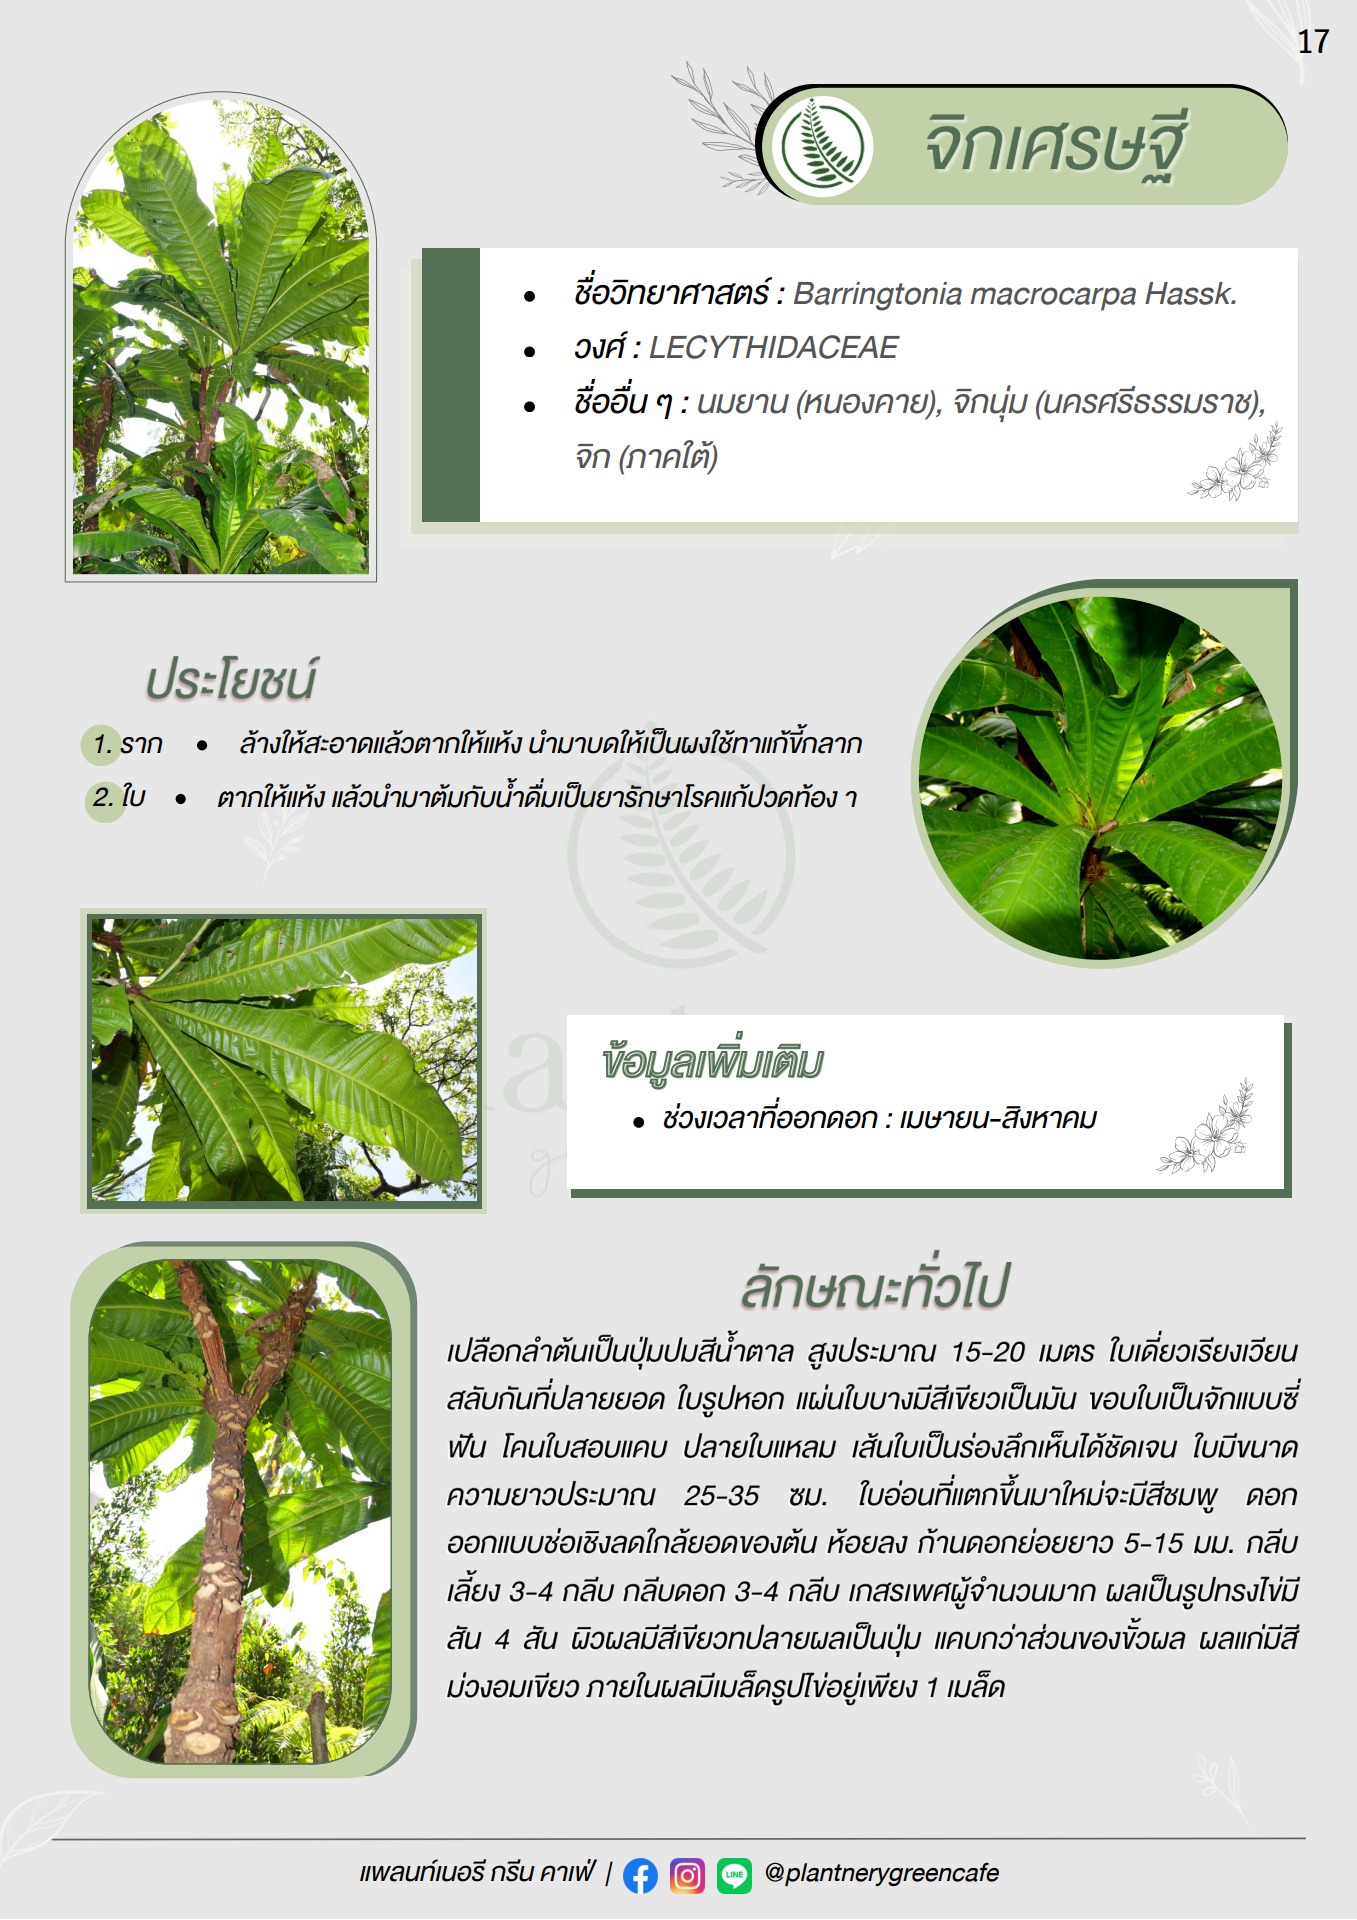 17
จิกเศรษฐี
ชื่อวิทยาศาสตร์ : Barringtonia macrocarpa Hassk.
วงศ์ : LECYTHIDACEAE
ชื่ออื่น ๆ : นมยาน (หนองคาย), จิกนุ่ม (นครศรีธรรมราช),
จิก (ภาคใต้)
ประโยชน์
1. ราก • ล้างให้สะอาดแล้วตากให้แห้ง นำมาบดให้เป็นผงใช้ทาแก้ขี้กลาก
2. ใบ • ตากให้แห้ง แล้วนำมาต้มกับน้ำดื่มเป็นยารักษาโรคแก้ปวดท้อง า
ข้อมูลเพิ่มเติม
• ช่วงเวลาที่ออกดอก : เมษายน-สิงหาคม
ลักษณะทั่วไป
เปลือกลำต้นเป็นปุ่มปมสีน้ำตาล สูงประมาณ 15-20 เมตร ใบเดี่ยวเรียงเวียน
สลับกันที่ปลายยอด ใบรูปหอก แผ่นใบบางมีสีเขียวเป็นมัน ขอบใบเป็นจักแบบซี่
ฟัน โคนใบสอบแคบ ปลายใบแหลม เส้นใบเป็นร่องลึกเห็นได้ชัดเจน ใบมีขนาด
ความยาวประมาณ 25-35 ซม. ใบอ่อนที่แตกขึ้นมาใหม่จะมีสีชมพู ดอก
ออกแบบช่อเชิงลดใกล้ยอดของต้น ห้อยลง ก้านดอกย่อยยาว 5-15 มม. กลีบ
เลี้ยง 3-4 กลีบ กลีบดอก 3-4 กลีบ เกสรเพศผู้จำนวนมาก ผลเป็นรูปทรงไข่มี
สัน 4 สัน ผิวผลมีสีเขียวทปลายผลเป็นปุ่ม แคบกว่าส่วนของขั้วผล ผลแก่มีสี
ม่วงอมเขียว ภายในผลมีเมล็ดรูปไข่อยู่เพียง 1 เมล็ด
แพลนท์เนอรี กรีน คาเฟ่ | LINE @plantnerygreencafe